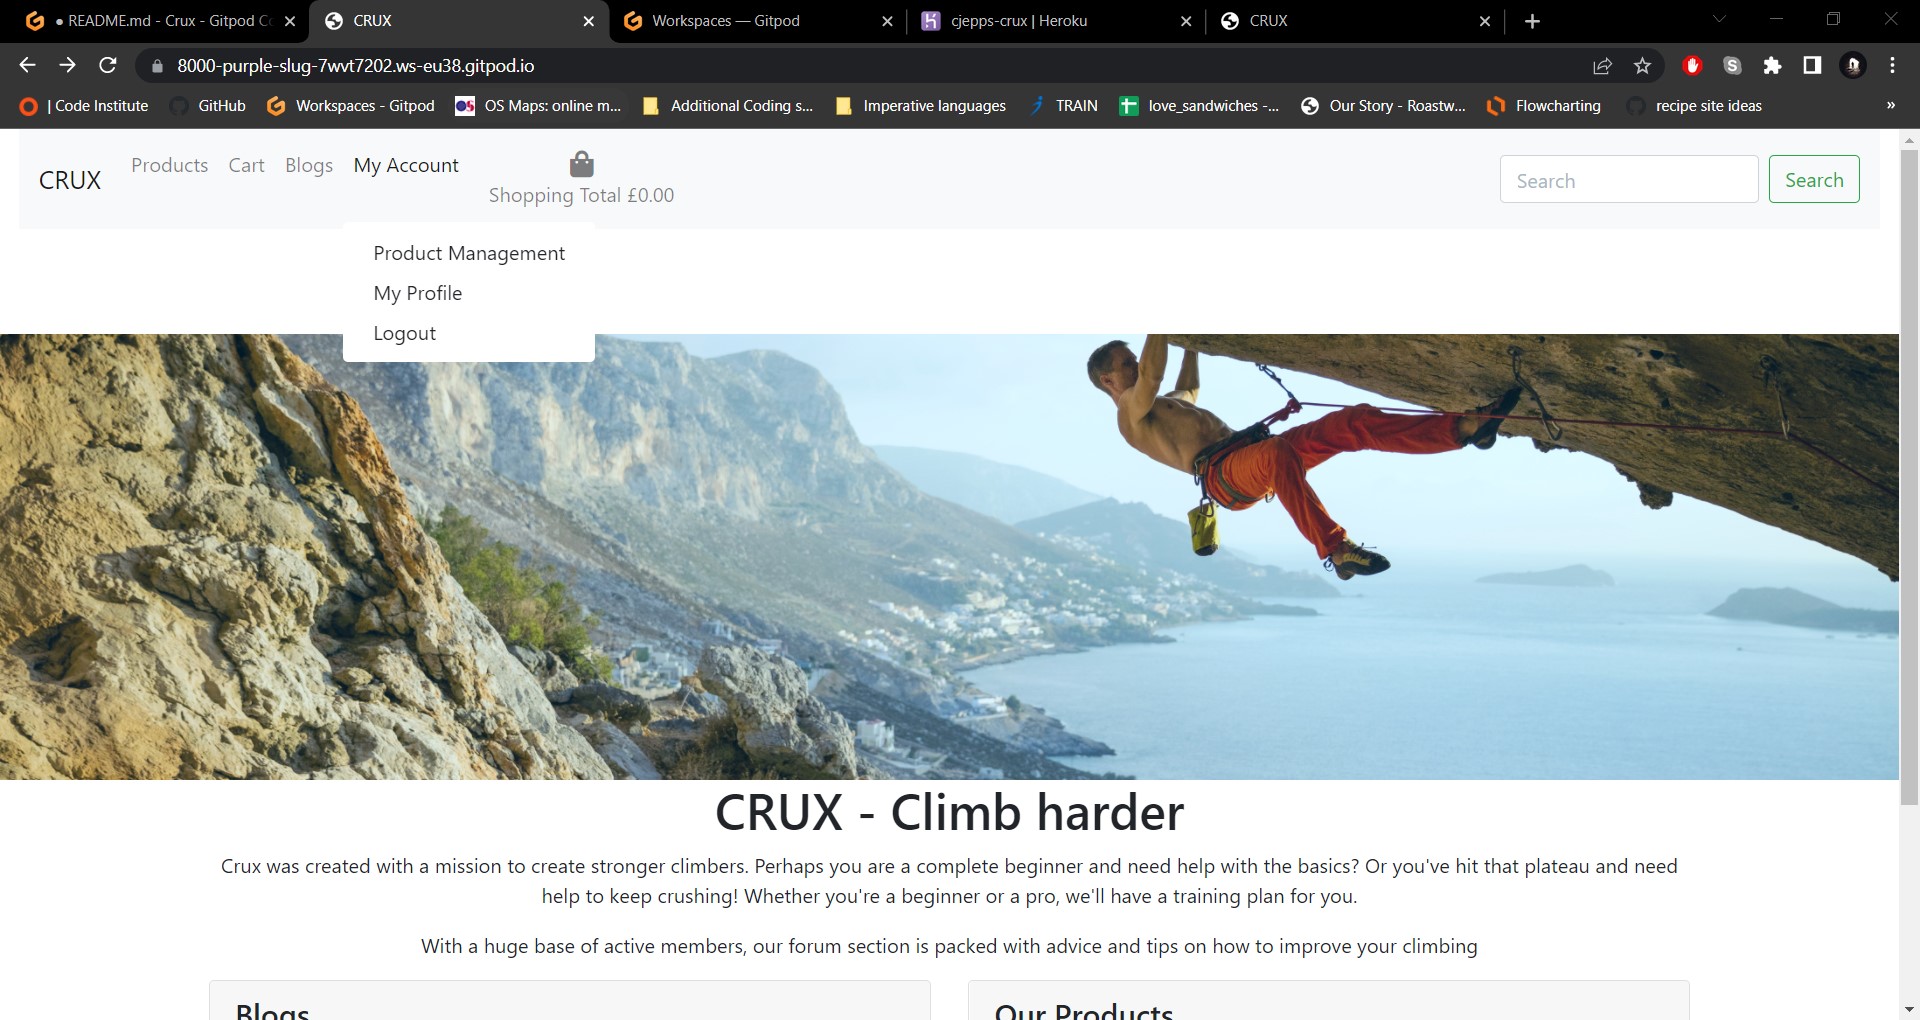 ● README.md - Crux - Gitpod Co
CRUX
Workspaces — Gitpod
cjepps-crux | Heroku
CRUX
8000-purple-slug-7wvt7202.ws-eu38.gitpod.io
| Code Institute
GitHub
Workspaces - Gitpod
OS Maps: online m...
Additional Coding s...
Imperative languages
TRAIN
love_sandwiches -...
Our Story - Roastw...
Flowcharting
recipe site ideas
»
CRUX
Products
Cart
Blogs
My Account
Shopping Total £0.00
Search
Search
Product Management
My Profile
Logout
CRUX - Climb harder
Crux was created with a mission to create stronger climbers. Perhaps you are a complete beginner and need help with the basics? Or you've hit that plateau and need
help to keep crushing! Whether you're a beginner or a pro, we'll have a training plan for you.
With a huge base of active members, our forum section is packed with advice and tips on how to improve your climbing
Blogs
Our Products